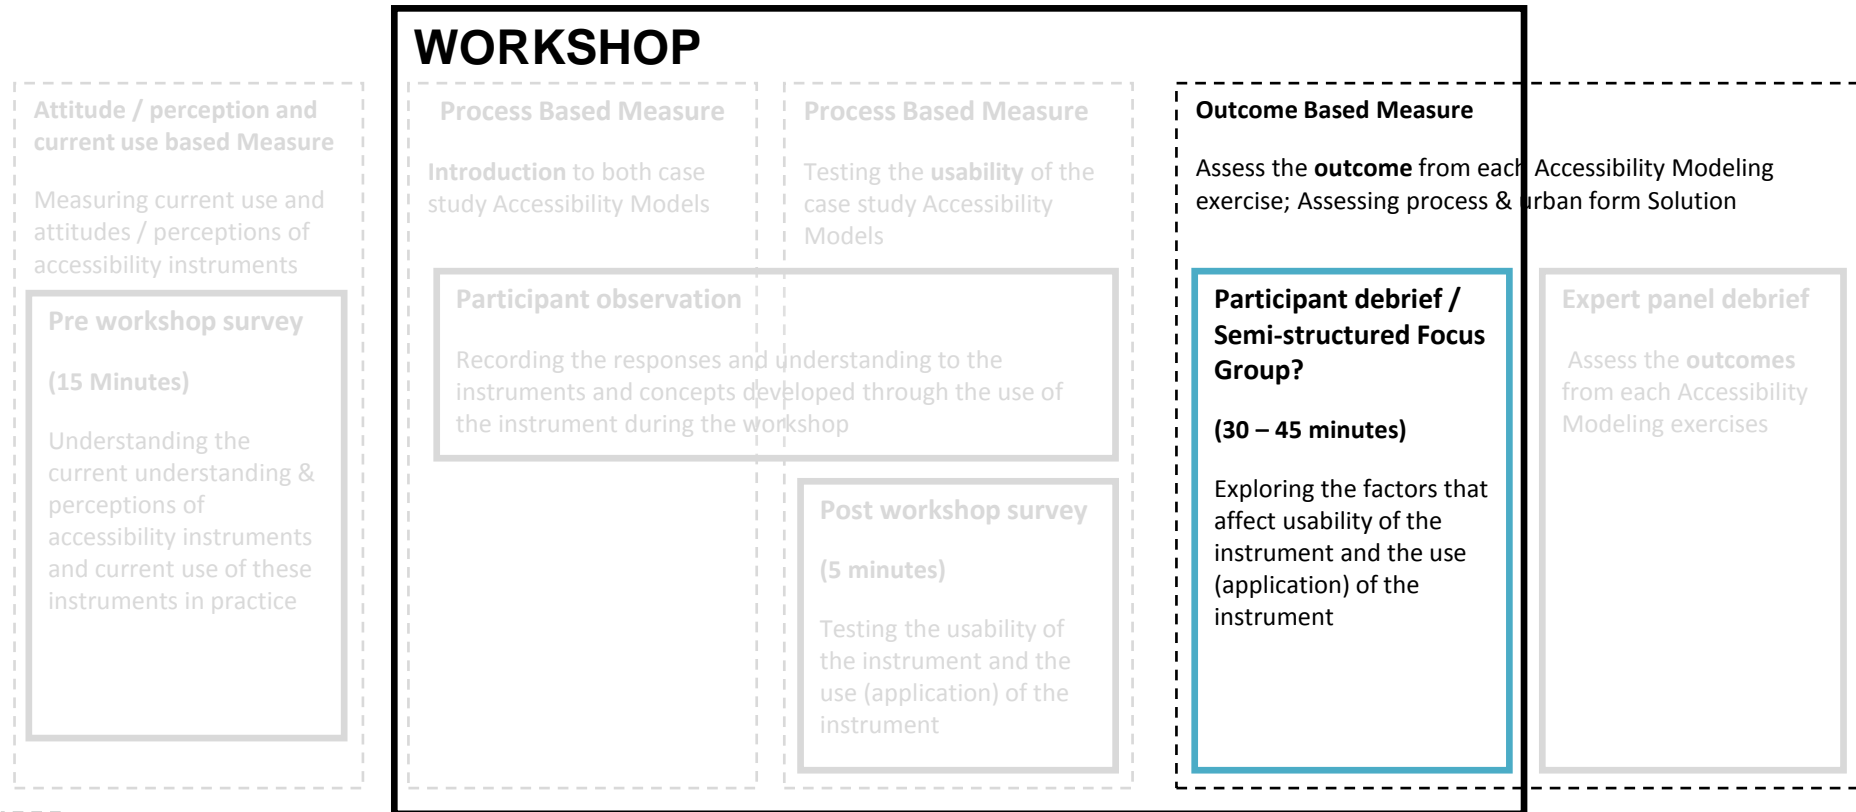 WORKSHOP
Attitude / perception and
current use based Measure
Measuring current use and
attitudes / perceptions of
accessibility instruments
Pre workshop survey
(15 Minutes)
Understanding the
current understanding &
perceptions of
accessibility instruments
and current use of these
instruments in practice
Process Based Measure
Introduction to both case
study Accessibility Models
Process Based Measure
Testing the usability of the
case study Accessibility
Models
Participant observation
Recording the responses and understanding to the
instruments and concepts developed through the use of
the instrument during the workshop
Post workshop survey
(5 minutes)
Testing the usability of
the instrument and the
use (application) of the
instrument
Outcome Based Measure
Assess the outcome from each Accessibility Modeling
exercise; Assessing process & urban form Solution
Participant debrief /
Semi-structured Focus
Group?
(30 – 45 minutes)
Exploring the factors that
affect usability of the
instrument and the use
(application) of the
instrument
Expert panel debrief
Assess the outcomes
from each Accessibility
Modeling exercises